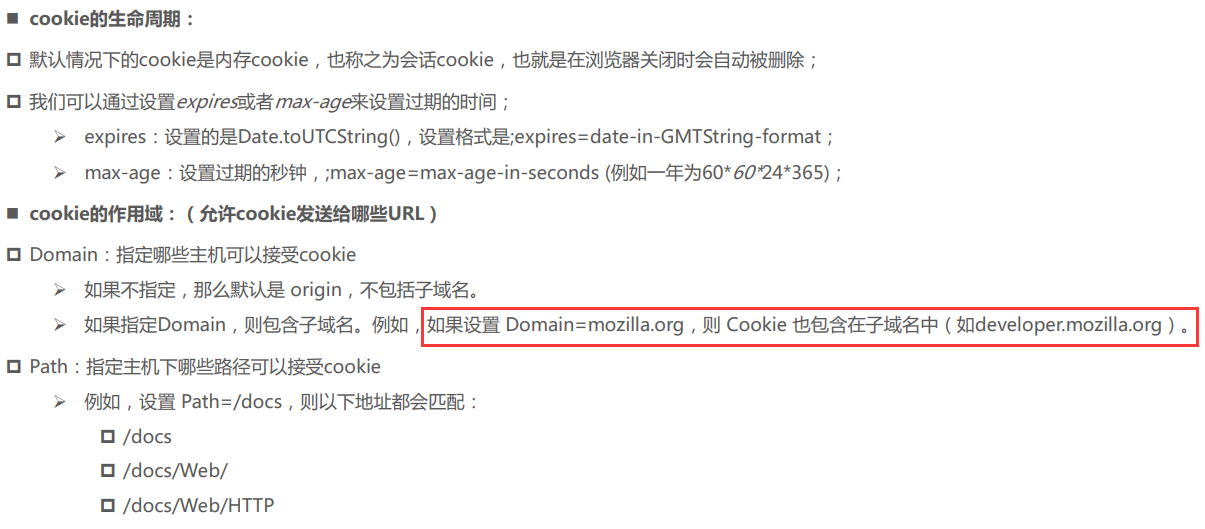 ■ cookie的生命周期：
默认情况下的cookie是内存cookie，也称之为会话cookie，也就是在浏览器关闭时会自动被删除；
我们可以通过设置expires或者max-age来设置过期的时间；
➢ expires：设置的是Date.toUTCString()，设置格式是;expires=date-in-GMTString-format；
➢ max-age：设置过期的秒钟，;max-age=max-age-in-seconds (例如一年为60*60*24*365)；
■ cookie的作用域：（允许cookie发送给哪些URL）
Domain：指定哪些主机可以接受cookie
➢ 如果不指定，那么默认是 origin，不包括子域名。
➢ 如果指定Domain，则包含子域名。例如，如果设置 Domain=mozilla.org，则 Cookie 也包含在子域名中（如developer.mozilla.org）。
Path：指定主机下哪些路径可以接受cookie
➢ 例如，设置 Path=/docs，则以下地址都会匹配：
/docs
/docs/Web/
/docs/Web/HTTP